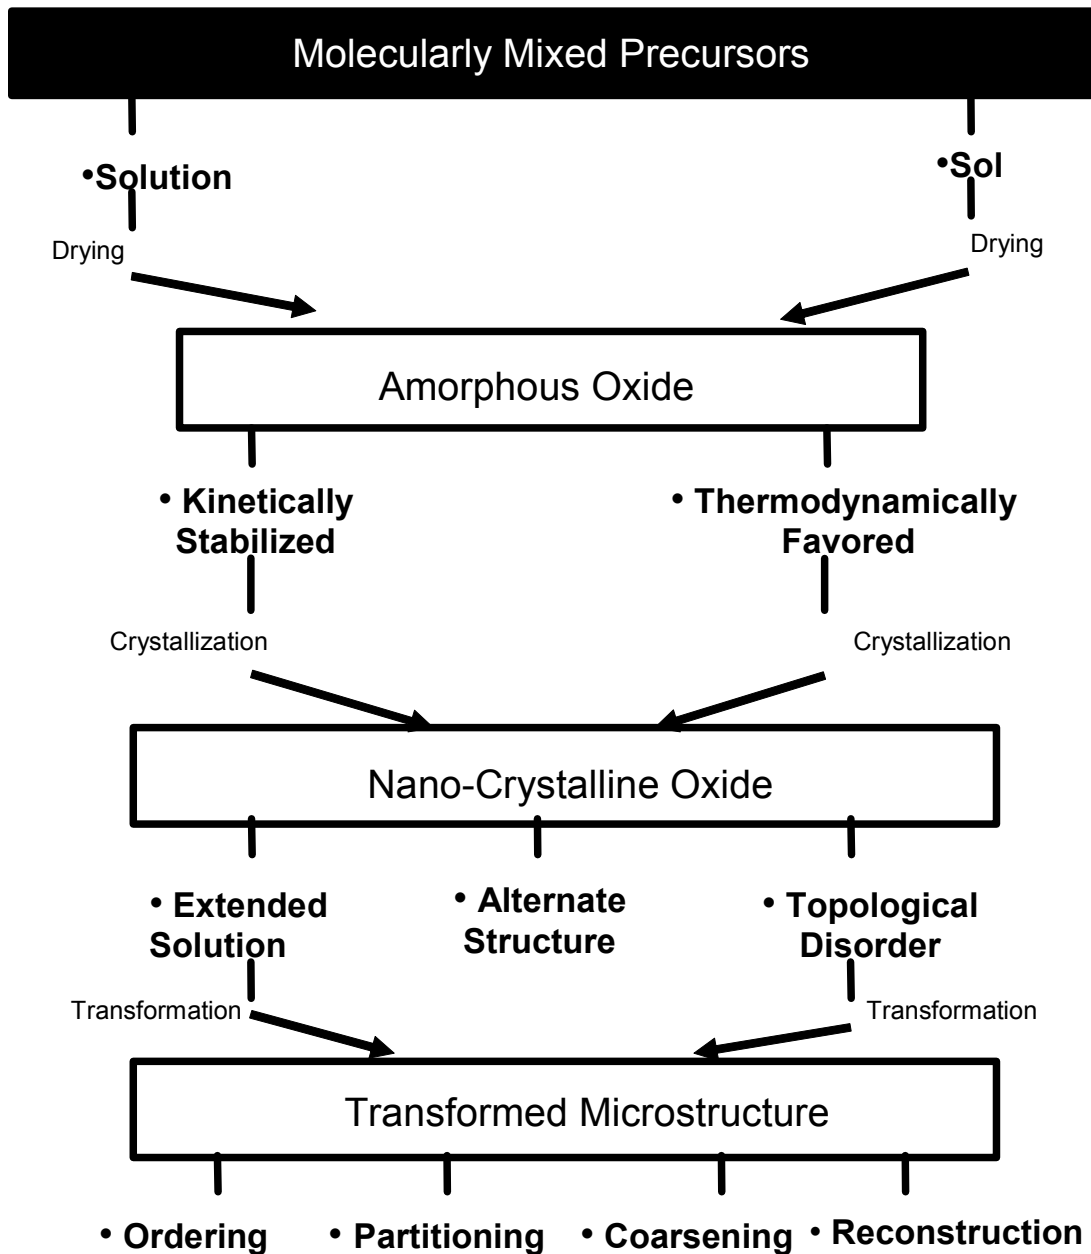 Molecularly Mixed Precursors
•Solution
•Sol
Drying
Drying
Amorphous Oxide
• Kinetically
Stabilized
• Thermodynamically
Favored
Crystallization
Crystallization
Nano-Crystalline Oxide
• Extended
Solution
• Alternate
Structure
• Topological
Disorder
Transformation
Transformation
Transformed Microstructure
• Ordering
• Partitioning
• Coarsening
• Reconstruction